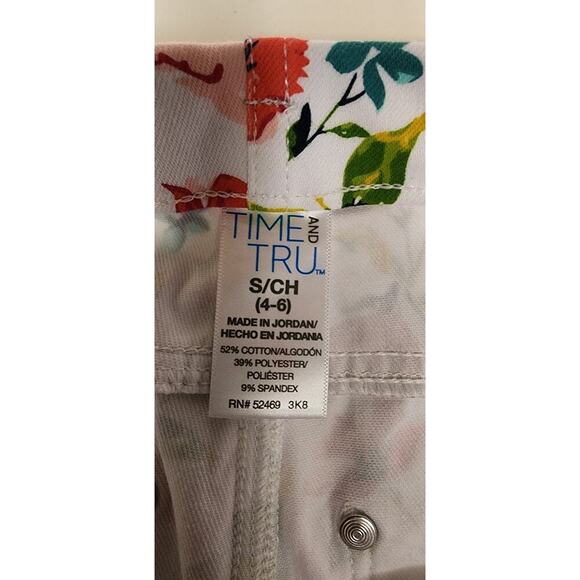 TIME AND
TRU™
S/CH
(4-6)
MADE IN JORDAN/
HECHO EN JORDANIA
52% COTTON/ALGODÓN
39% POLYESTER/
POLIÉSTER
9% SPANDEX
RN# 52469 3K8